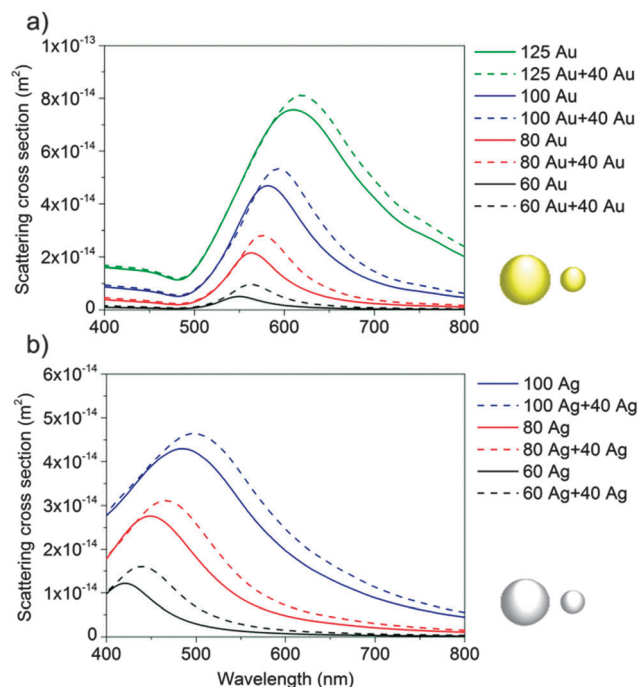 a)
Scattering cross section (m²)
1x10⁻¹³
8x10⁻¹⁴
6x10⁻¹⁴
4x10⁻¹⁴
2x10⁻¹⁴
0
400 500 600 700 800
125 Au
125 Au+40 Au
100 Au
100 Au+40 Au
80 Au
80 Au+40 Au
60 Au
60 Au+40 Au
b)
Scattering cross section (m²)
6x10⁻¹⁴
5x10⁻¹⁴
4x10⁻¹⁴
3x10⁻¹⁴
2x10⁻¹⁴
1x10⁻¹⁴
0
400 500 600 700 800
Wavelength (nm)
100 Ag
100 Ag+40 Ag
80 Ag
80 Ag+40 Ag
60 Ag
60 Ag+40 Ag